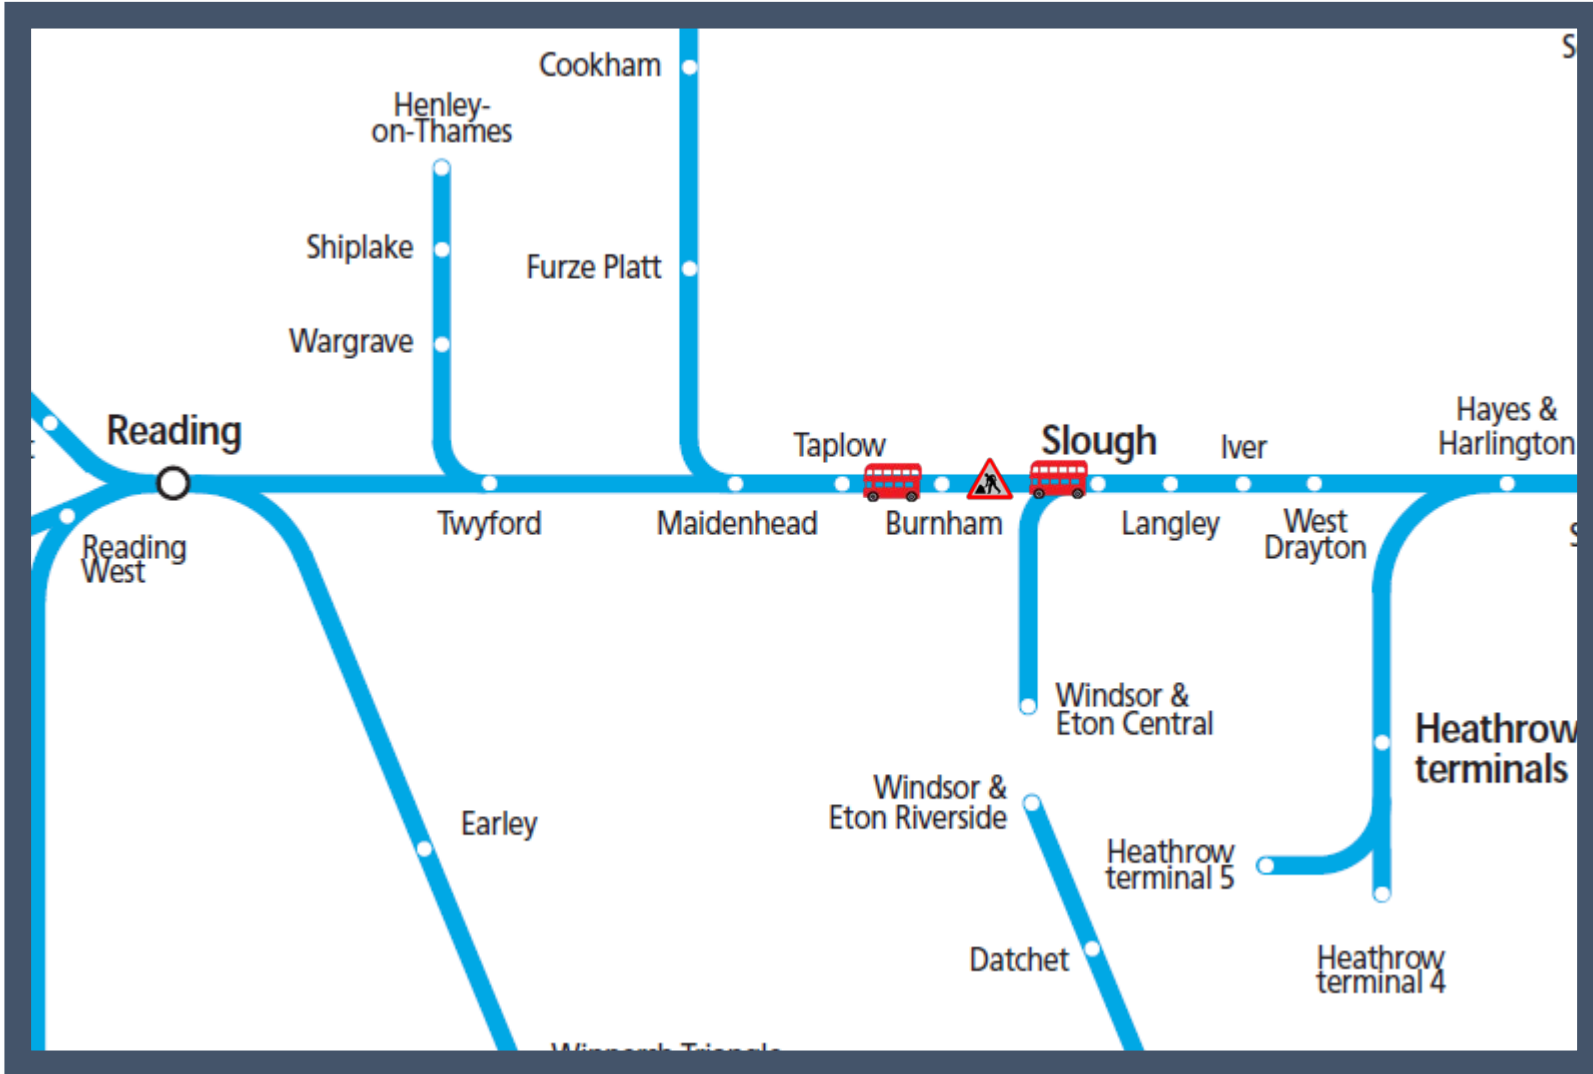 Cookham
Henley-
on-Thames
Shiplake
Furze Platt
Wargrave
Reading
Taplow
Slough
Iver
Hayes &
Harlington
Twyford
Maidenhead
Burnham
Langley
West
Drayton
Reading
West
Windsor &
Eton Central
Heathrow
terminals
Windsor &
Eton Riverside
Earley
Heathrow
terminal 5
Datchet
Heathrow
terminal 4